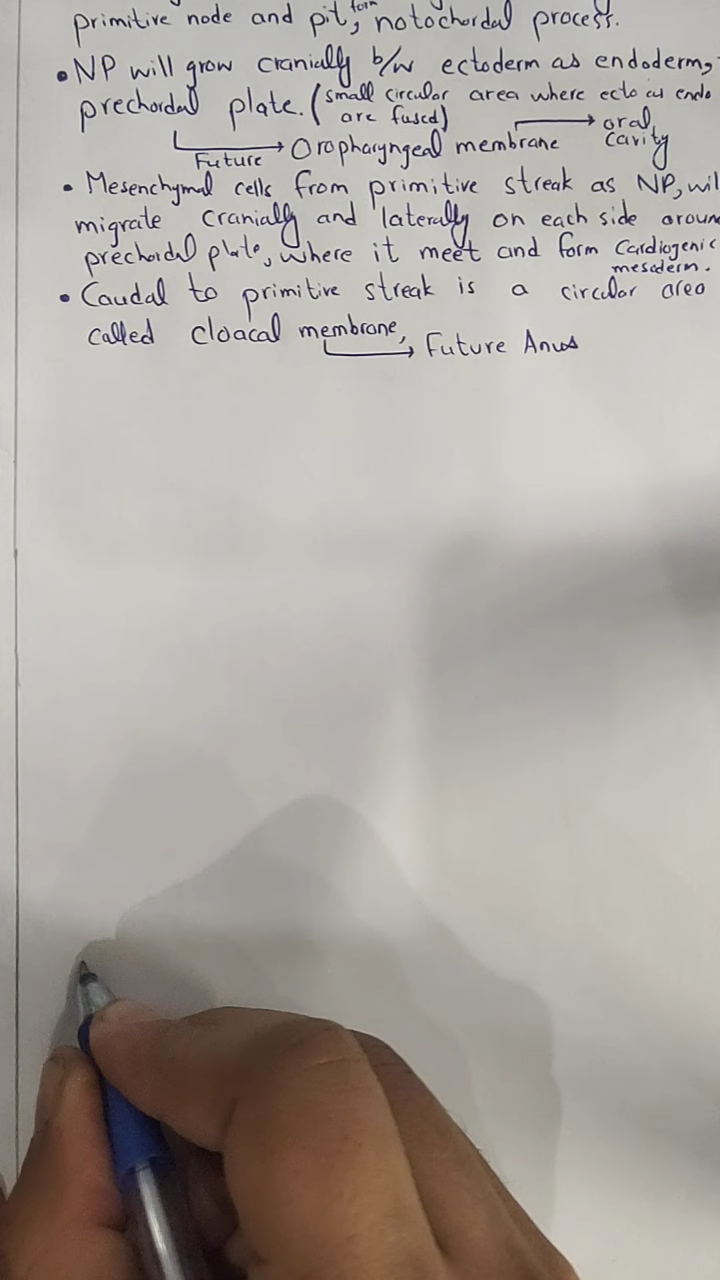 primitive node and pit, form notochordal process.
• NP will grow cranially b/w ectoderm as endoderm,
prechordal plate. (small circular area where ecto as endo
are fused)
Future → Oropharyngeal membrane → oral
cavity
• Mesenchymal cells from primitive streak as NP, wil
migrate cranially and laterally on each side aroun
prechordal plate, where it meet and form Cardiogenic
mesoderm.
• Caudal to primitive streak is a circular area
called cloacal membrane,
→ Future Anus